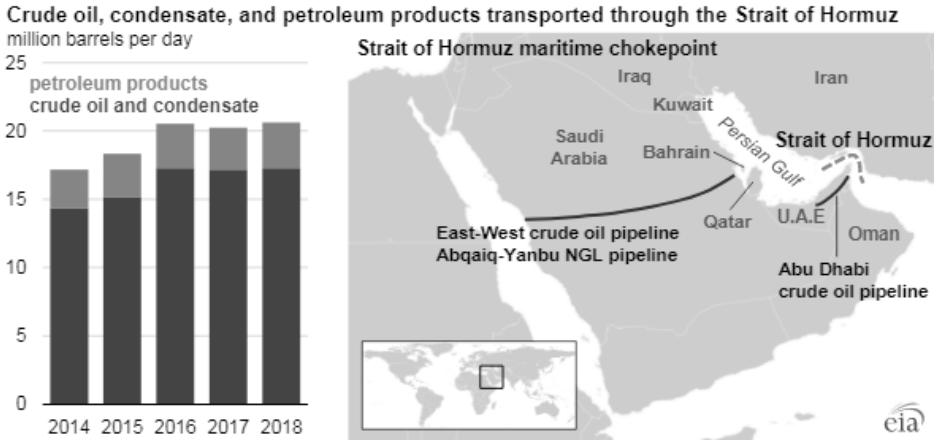 Crude oil, condensate, and petroleum products transported through the Strait of Hormuz
million barrels per day
25
petroleum products
crude oil and condensate
20
15
10
5
0
2014 2015 2016 2017 2018
Strait of Hormuz maritime chokepoint
Iraq
Iran
Kuwait
Persian Gulf
Strait of Hormuz
Saudi
Arabia
Bahrain
Qatar
U.A.E
Oman
East-West crude oil pipeline
Abqaiq-Yanbu NGL pipeline
Abu Dhabi
crude oil pipeline
eia